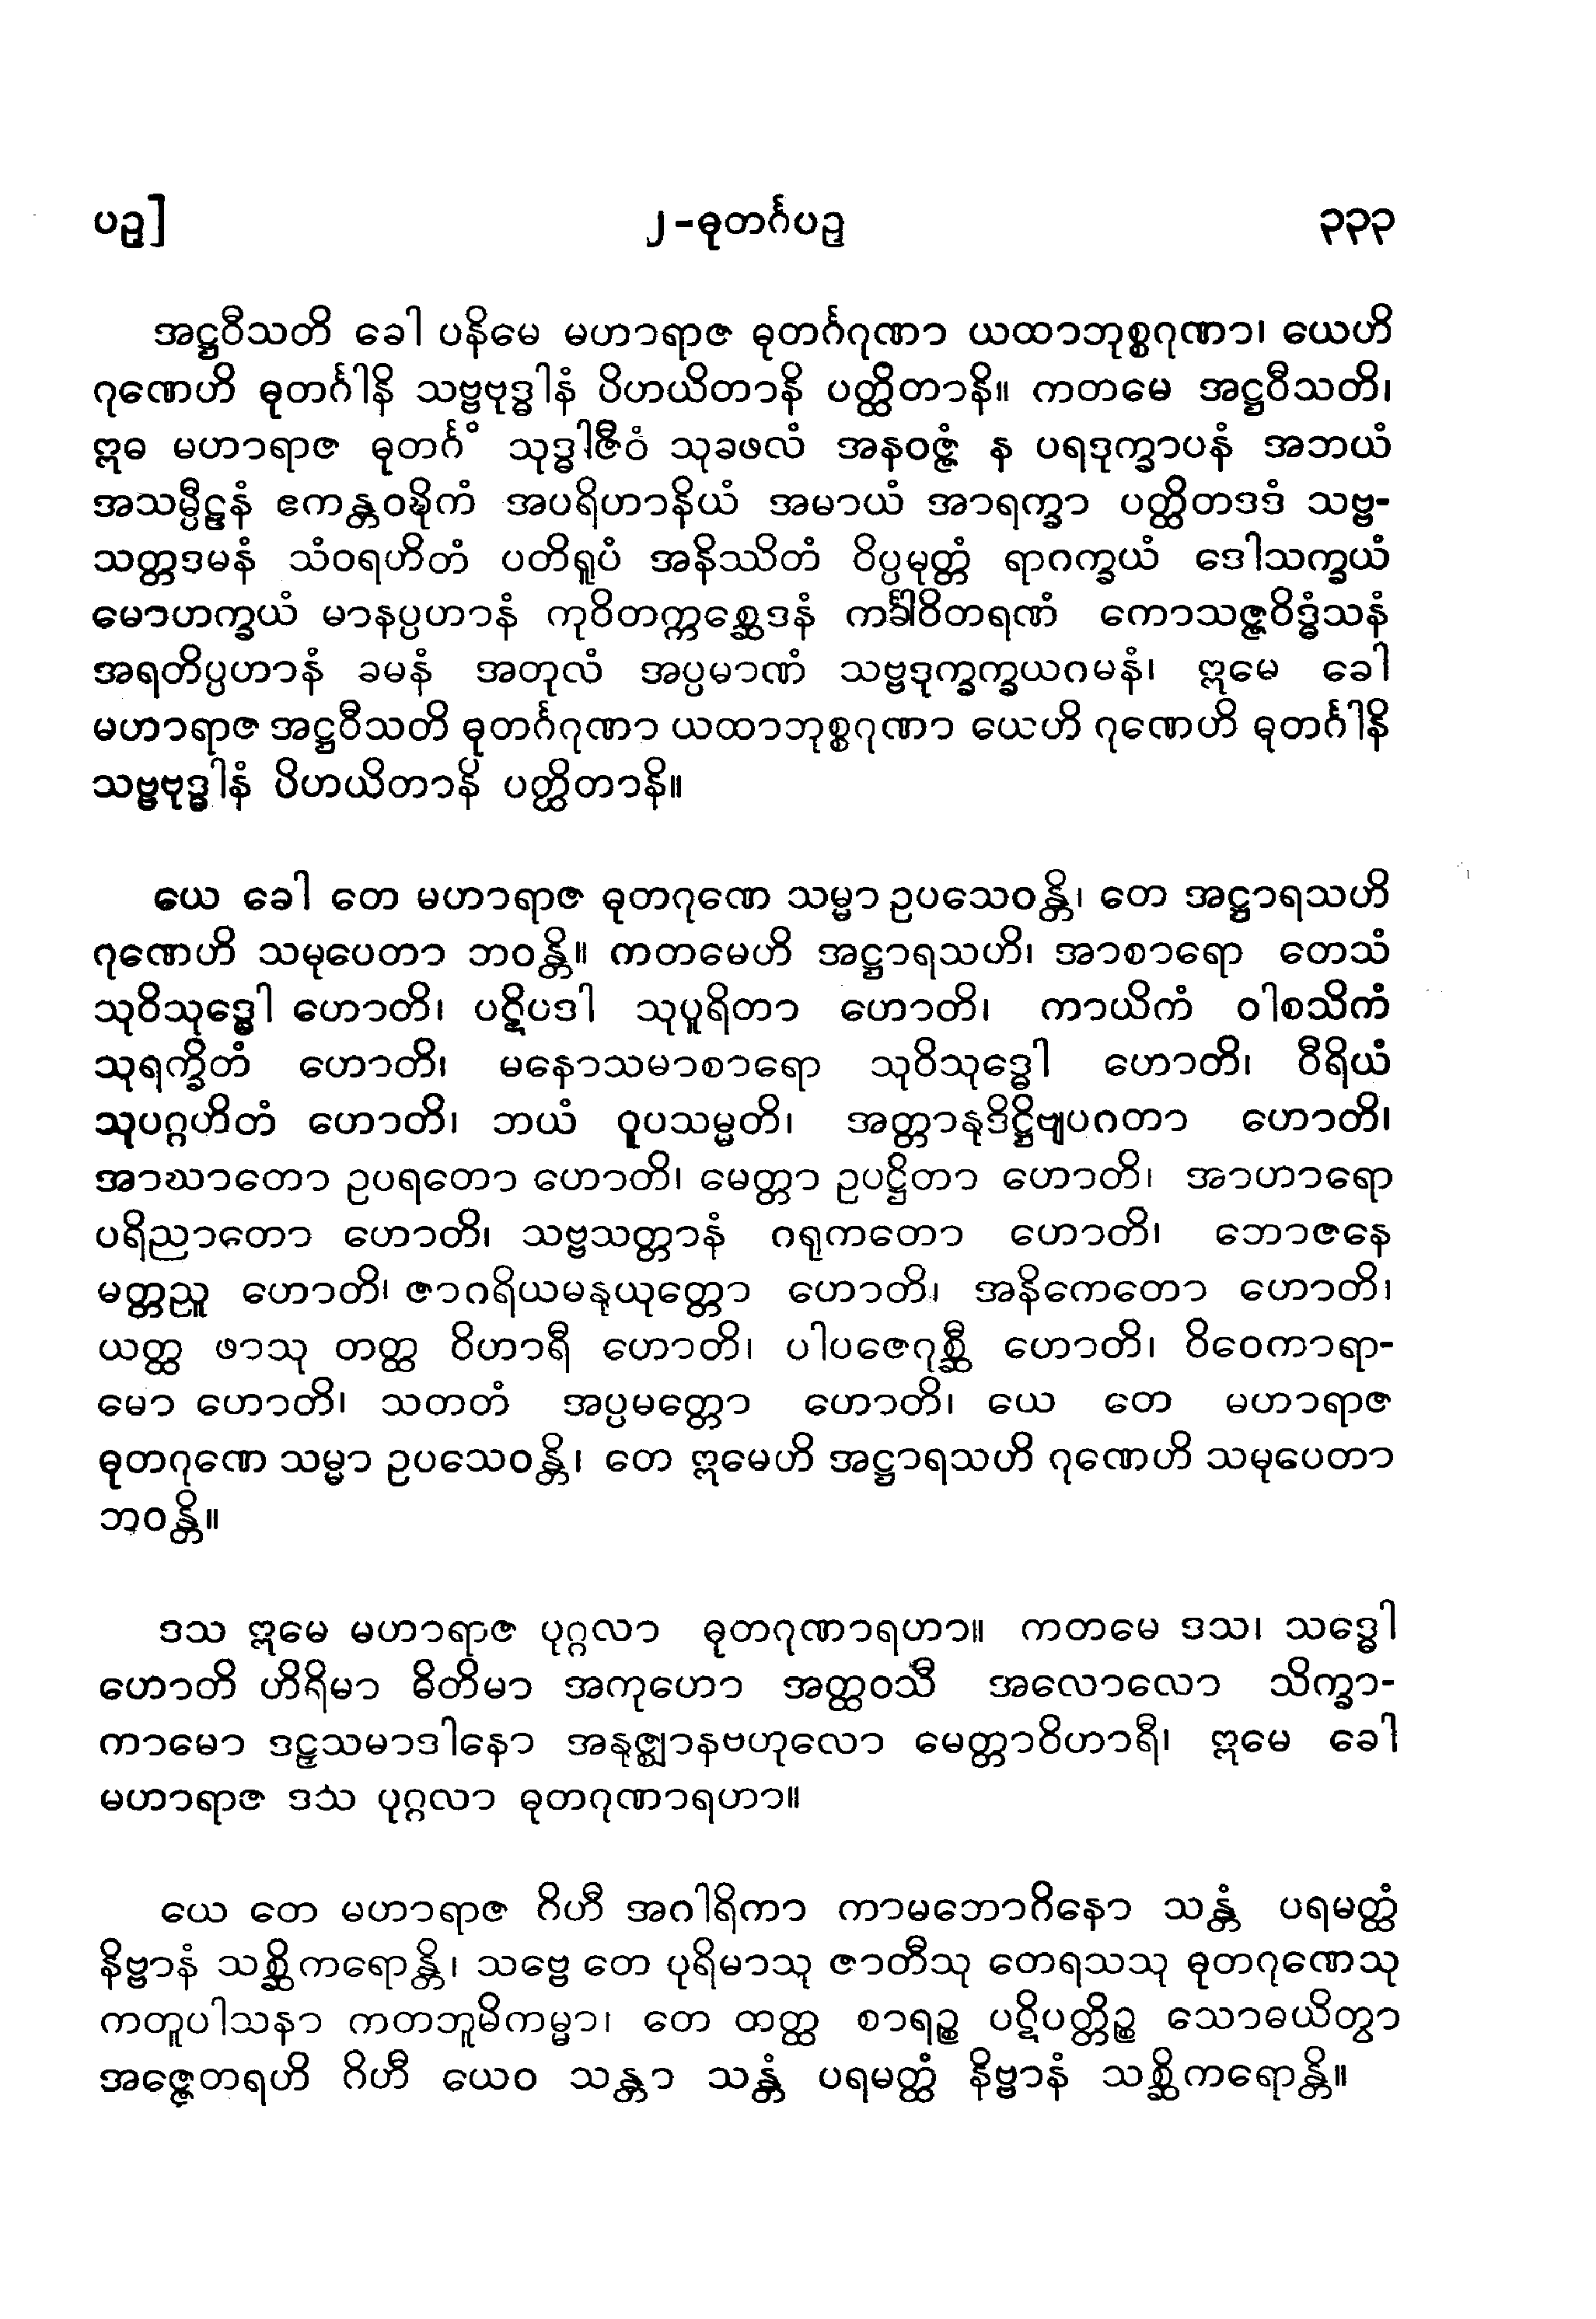 ပဥှ]
၂-ဓုတင်္ဂပဥှ
၃၃၃
အဋ္ဌဝီသတိ ခေါ ပနိမေ မဟာရာဇ ဓုတင်္ဂဂုဏာ ယထာဘုစ္စဂုဏာ၊ ယေဟိ
ဂုဏေဟိ ဓုတင်္ဂါနိ သဗ္ဗဗုဒ္ဓါနံ ပိဟယိတာနိ ပတ္ထိတာနိ။ ကတမေ အဋ္ဌဝီသတိ၊
ဣဓ မဟာရာဇ ဓုတင်္ဂံ သုဒ္ဓါဇီဝံ သုခဖလံ အနဝဇ္ဇံ န ပရဒုက္ခာပနံ အဘယံ
အသမ္ပီဠနံ ဧကန္တဝဍ္ဎိကံ အပရိဟာနိယံ အမာယံ အာရက္ခာ ပတ္ထိတဒဒံ သဗ္ဗ-
သတ္တဒမနံ သံဝရဟိတံ ပတိရူပံ အနိဿိတံ ဝိပ္ပမုတ္တံ ရာဂက္ခယံ ဒေါသက္ခယံ
မောဟက္ခယံ မာနပ္ပဟာနံ ကုဝိတက္ကစ္ဆေဒနံ ကင်္ခါဝိတရဏံ ကောသဇ္ဇဝိဒ္ဓံသနံ
အရတိပ္ပဟာနံ ခမနံ အတုလံ အပ္ပမာဏံ သဗ္ဗဒုက္ခက္ခယဂမနံ၊ ဣမေ ခေါ
မဟာရာဇ အဋ္ဌဝီသတိ ဓုတင်္ဂဂုဏာ ယထာဘုစ္စဂုဏာ ယေဟိ ဂုဏေဟိ ဓုတင်္ဂါနိ
သဗ္ဗဗုဒ္ဓါနံ ပိဟယိတာနိ ပတ္ထိတာနိ။
ယေ ခေါ တေ မဟာရာဇ ဓုတဂုဏေ သမ္မာ ဥပသေဝန္တိ၊ တေ အဋ္ဌာရသဟိ
ဂုဏေဟိ သမုပေတာ ဘဝန္တိ။ ကတမေဟိ အဋ္ဌာရသဟိ၊ အာစာရော တေသံ
သုဝိသုဒ္ဓေါ ဟောတိ၊ ပဋိပဒါ သုပူရိတာ ဟောတိ၊ ကာယိကံ ဝါစသိကံ
သုရက္ခိတံ ဟောတိ၊ မနောသမာစာရော သုဝိသုဒ္ဓေါ ဟောတိ၊ ဝီရိယံ
သုပဂ္ဂဟိတံ ဟောတိ၊ ဘယံ ဝူပသမ္မတိ၊ အတ္တာနုဒိဋ္ဌိဗျပဂတာ ဟောတိ၊
အာဃာတော ဥပရတော ဟောတိ၊ မေတ္တာ ဥပဋ္ဌိတာ ဟောတိ၊ အာဟာရော
ပရိညာတော ဟောတိ၊ သဗ္ဗသတ္တာနံ ဂရုကတော ဟောတိ၊ ဘောဇနေ
မတ္တညူ ဟောတိ၊ ဇာဂရိယမနုယုတ္တော ဟောတိ၊ အနိကေတော ဟောတိ၊
ယတ္ထ ဖာသု တတ္ထ ဝိဟာရီ ဟောတိ၊ ပါပဇေဂုစ္ဆီ ဟောတိ၊ ဝိဝေကာရာ-
မော ဟောတိ၊ သတတံ အပ္ပမတ္တော ဟောတိ၊ ယေ တေ မဟာရာဇ
ဓုတဂုဏေ သမ္မာ ဥပသေဝန္တိ၊ တေ ဣမေဟိ အဋ္ဌာရသဟိ ဂုဏေဟိ သမုပေတာ
ဘဝန္တိ။
ဒသ ဣမေ မဟာရာဇ ပုဂ္ဂလာ ဓုတဂုဏာရဟာ။ ကတမေ ဒသ၊ သဒ္ဓေါ
ဟောတိ ဟိရိမာ ဓိတိမာ အကုဟော အတ္ထဝသီ အလောလော သိက္ခာ-
ကာမော ဒဠှသမာဒါနော အနုဇ္ဈာနဗဟုလော မေတ္တာဝိဟာရီ၊ ဣမေ ခေါ
မဟာရာဇ ဒသ ပုဂ္ဂလာ ဓုတဂုဏာရဟာ။
ယေ တေ မဟာရာဇ ဂိဟီ အဂါရိကာ ကာမဘောဂိနော သန္တံ ပရမတ္ထံ
နိဗ္ဗာနံ သစ္ဆိကရောန္တိ၊ သဗ္ဗေ တေ ပုရိမာသု ဇာတီသု တေရသသု ဓုတဂုဏေသု
ကတူပါသနာ ကတဘူမိကမ္မာ၊ တေ တတ္ထ စာရဉ္စ ပဋိပတ္တိဉ္စ သောဓယိတွာ
အဇ္ဇေတရဟိ ဂိဟီ ယေဝ သန္တာ သန္တံ ပရမတ္ထံ နိဗ္ဗာနံ သစ္ဆိကရောန္တိ။